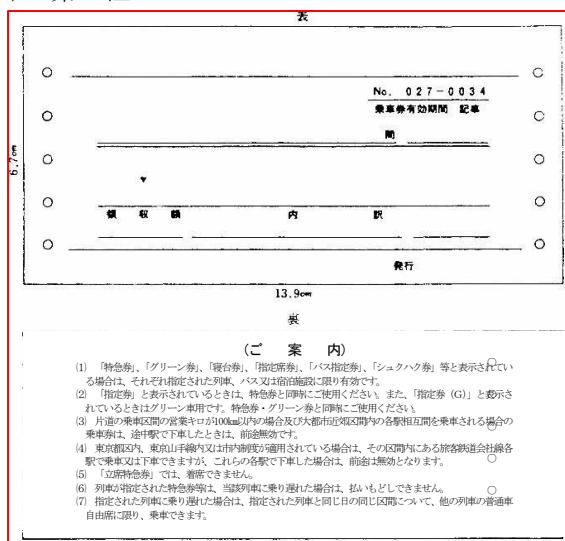 表
No. 027-0034
乗車券有効期間 記事
間
領 収 額 内 訳
発行
6.7cm
13.9cm
裏
(ご 案 内)
(1) 「特急券」、「グリーン券」、「寝台券」、「指定席券」、「バス指定券」、「シュクハク券」等と表示されてい
る場合は、それぞれ指定された列車、バス又は宿泊施設に限り有効です。
(2) 「指定券」と表示されているときは、特急券と同時にご使用ください。また、「指定券（G）」と表示さ
れているときはグリーン車用です。特急券・グリーン券と同時にご使用ください。
(3) 片道の乗車区間の営業キロが100km以内の場合及び大都市近郊区間内の各駅相互間を乗車される場合の
乗車券は、途中駅で下車したときは、前途無効です。
(4) 東京都区内、東京山手線内又は市内制度が適用されている場合は、その区間内にある旅客鉄道会社線各
駅で乗車又は下車できますが、これらの各駅で下車した場合は、前途は無効となります。
(5) 「立席特急券」では、着席できません。
(6) 列車が指定された特急券等は、当該列車に乗り遅れた場合は、払いもどしできません。
(7) 指定された列車に乗り遅れた場合は、指定された列車と同じ日の同じ区間について、他の列車の普通車
自由席に限り、乗車できます。